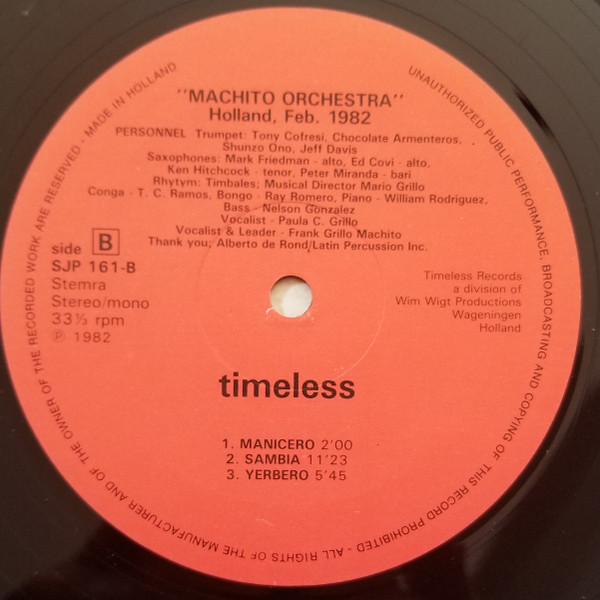 "MACHITO ORCHESTRA"
Holland, Feb. 1982
PERSONNEL Trumpet: Tony Cofresi, Chocolate Armenteros,
Shunzo Ono, Jeff Davis
Saxophones: Mark Friedman - alto, Ed Covi - alto,
Ken Hitchcock - tenor, Peter Miranda - bari
Rhytym: Timbales; Musical Director Mario Grillo
Conga - T. C. Ramos, Bongo - Ray Romero, Piano - William Rodriguez,
Bass - Nelson Gonzalez
Vocalist - Paula C. Grillo
Vocalist & Leader - Frank Grillo Machito
Thank you; Alberto de Rond/Latin Percussion Inc.
side B
SJP 161-B
Stemra
Stereo/mono
33⅓ rpm
℗ 1982
Timeless Records
a division of
Wim Wigt Productions
Wageningen
Holland
timeless
1. MANICERO 2'00
2. SAMBIA 11'23
3. YERBERO 5'45
UNAUTHORIZED PUBLIC PERFORMANCE, BROADCASTING AND COPYING OF THIS RECORD PROHIBITED - ALL RIGHTS OF THE MANUFACTURER AND OF THE OWNER OF THE RECORDED WORK ARE RESERVED - MADE IN HOLLAND